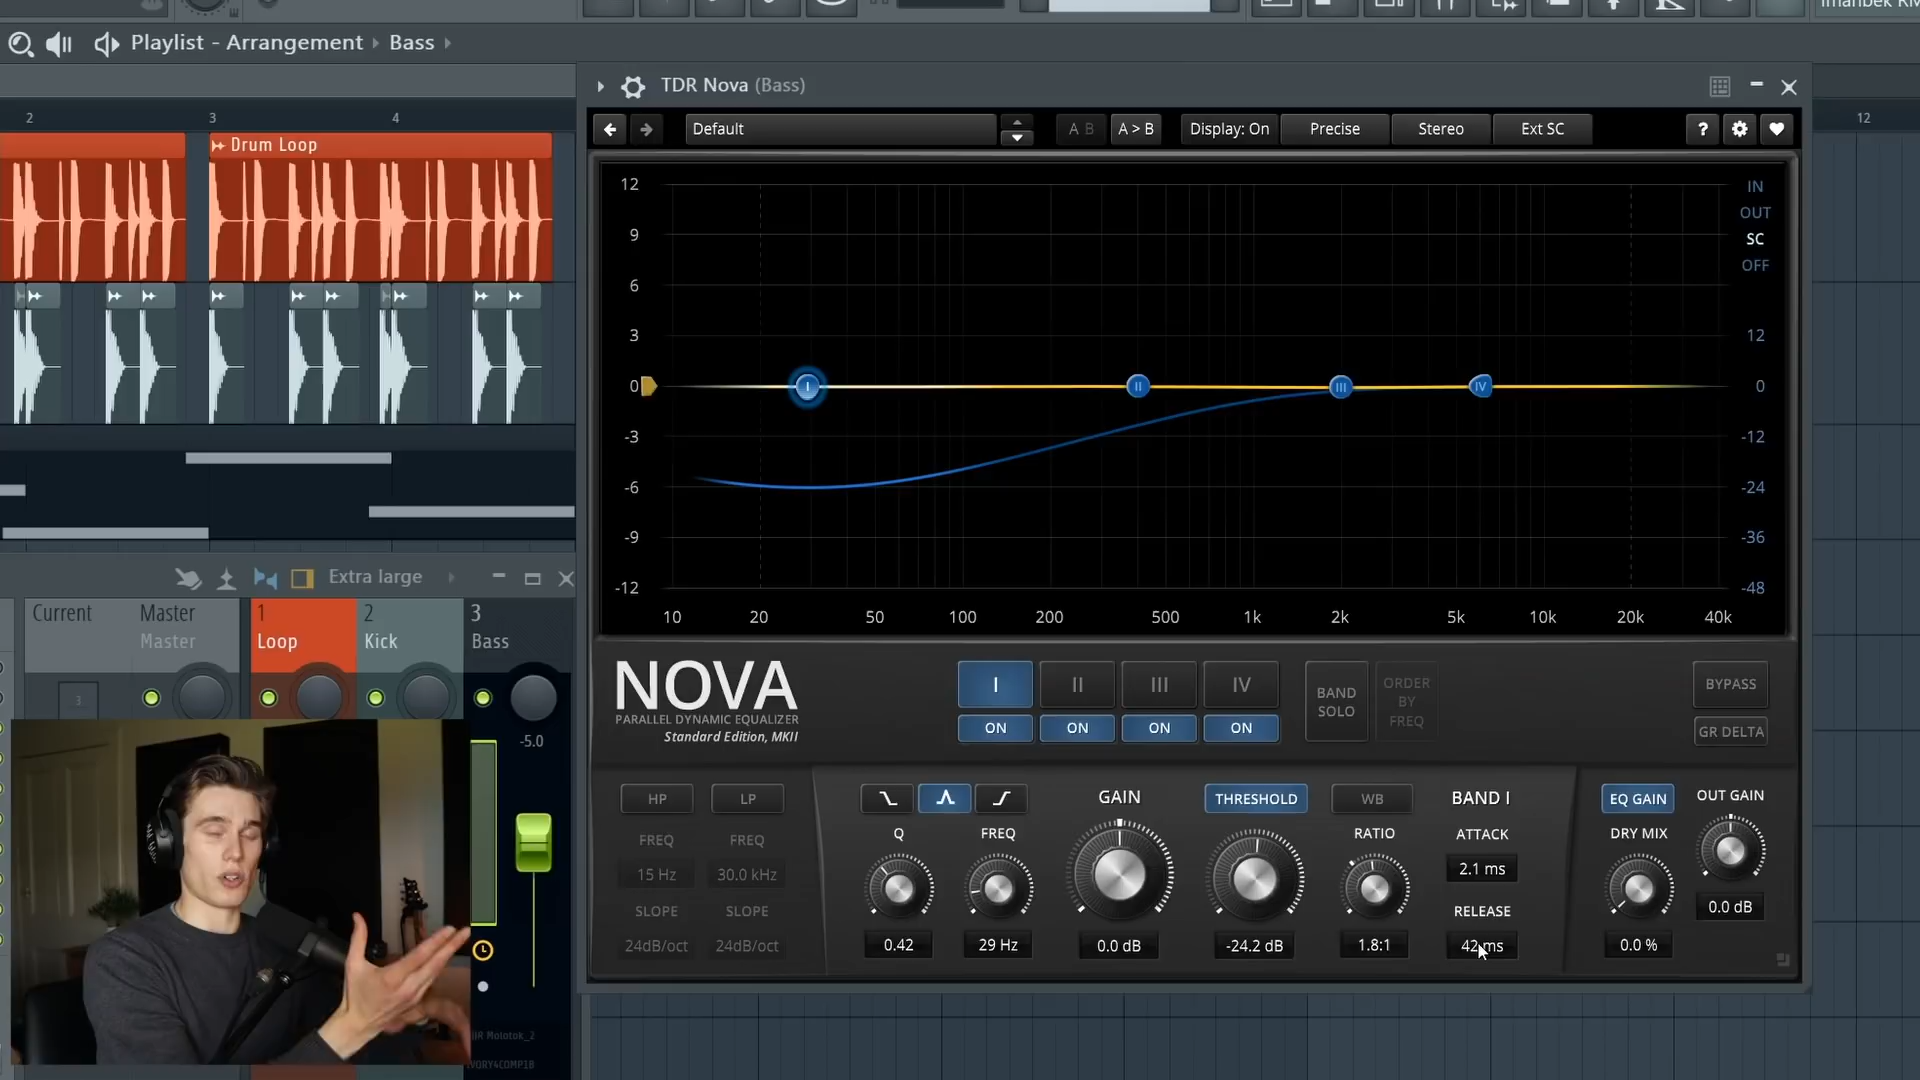 Imanbek RM
Playlist - Arrangement Bass
2 3 4 12
Drum Loop
TDR Nova (Bass)
Default A B A > B Display: On Precise Stereo Ext SC ?
12 IN
OUT
9 SC
OFF
6
3 12
0 0
-3 -12
-6 -24
-9 -36
-12 -48
10 20 50 100 200 500 1k 2k 5k 10k 20k 40k
I II III IV
Extra large
Current Master 1 2 3
Master Loop Kick Bass
3
-5.0
NOVA
PARALLEL DYNAMIC EQUALIZER
Standard Edition, MKII
I II III IV
ON ON ON ON
BAND
SOLO
ORDER
BY
FREQ
BYPASS
GR DELTA
HP LP
FREQ FREQ
15 Hz 30.0 kHz
SLOPE SLOPE
24dB/oct 24dB/oct
Q FREQ
0.42 29 Hz
GAIN
0.0 dB
THRESHOLD
-24.2 dB
WB
RATIO
1.8:1
BAND I
ATTACK
2.1 ms
RELEASE
42 ms
EQ GAIN OUT GAIN
DRY MIX
0.0 %
0.0 dB